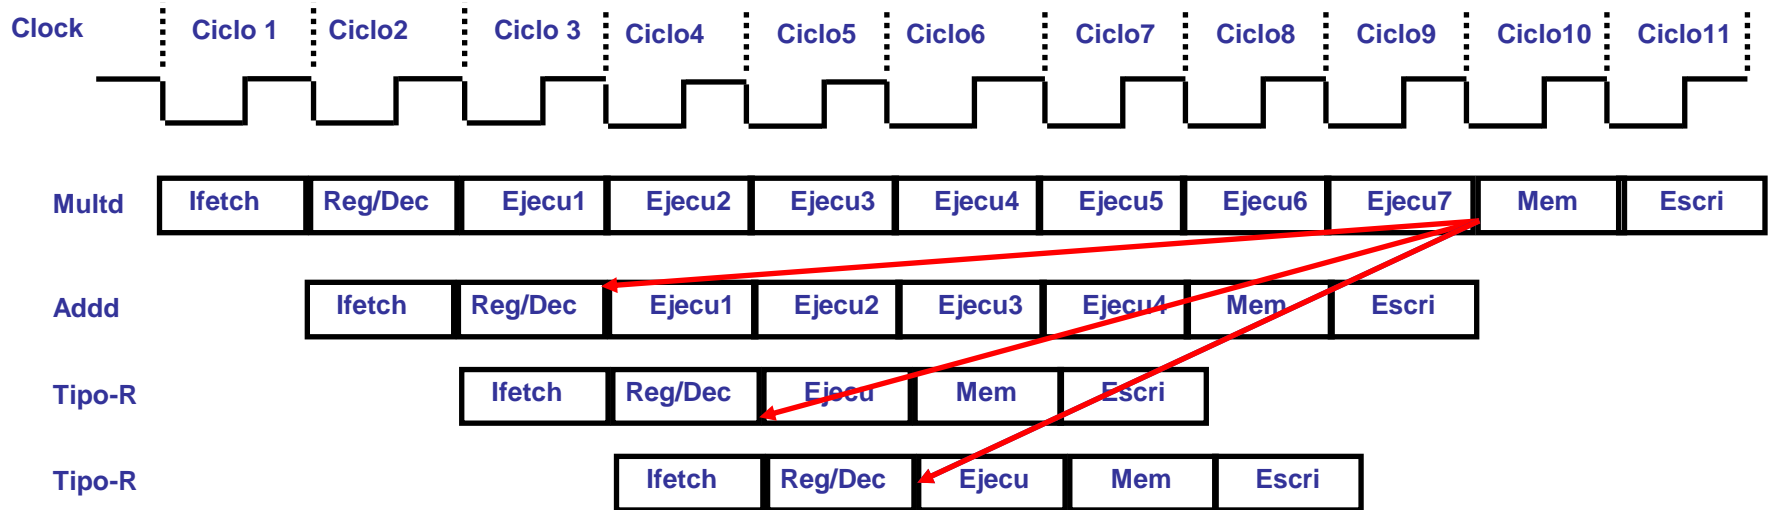 Clock Ciclo 1 Ciclo2 Ciclo 3 Ciclo4 Ciclo5 Ciclo6 Ciclo7 Ciclo8 Ciclo9 Ciclo10 Ciclo11
Multd Ifetch Reg/Dec Ejecu1 Ejecu2 Ejecu3 Ejecu4 Ejecu5 Ejecu6 Ejecu7 Mem Escri
Addd Ifetch Reg/Dec Ejecu1 Ejecu2 Ejecu3 Ejecu4 Mem Escri
Tipo-R Ifetch Reg/Dec Ejecu Mem Escri
Tipo-R Ifetch Reg/Dec Ejecu Mem Escri